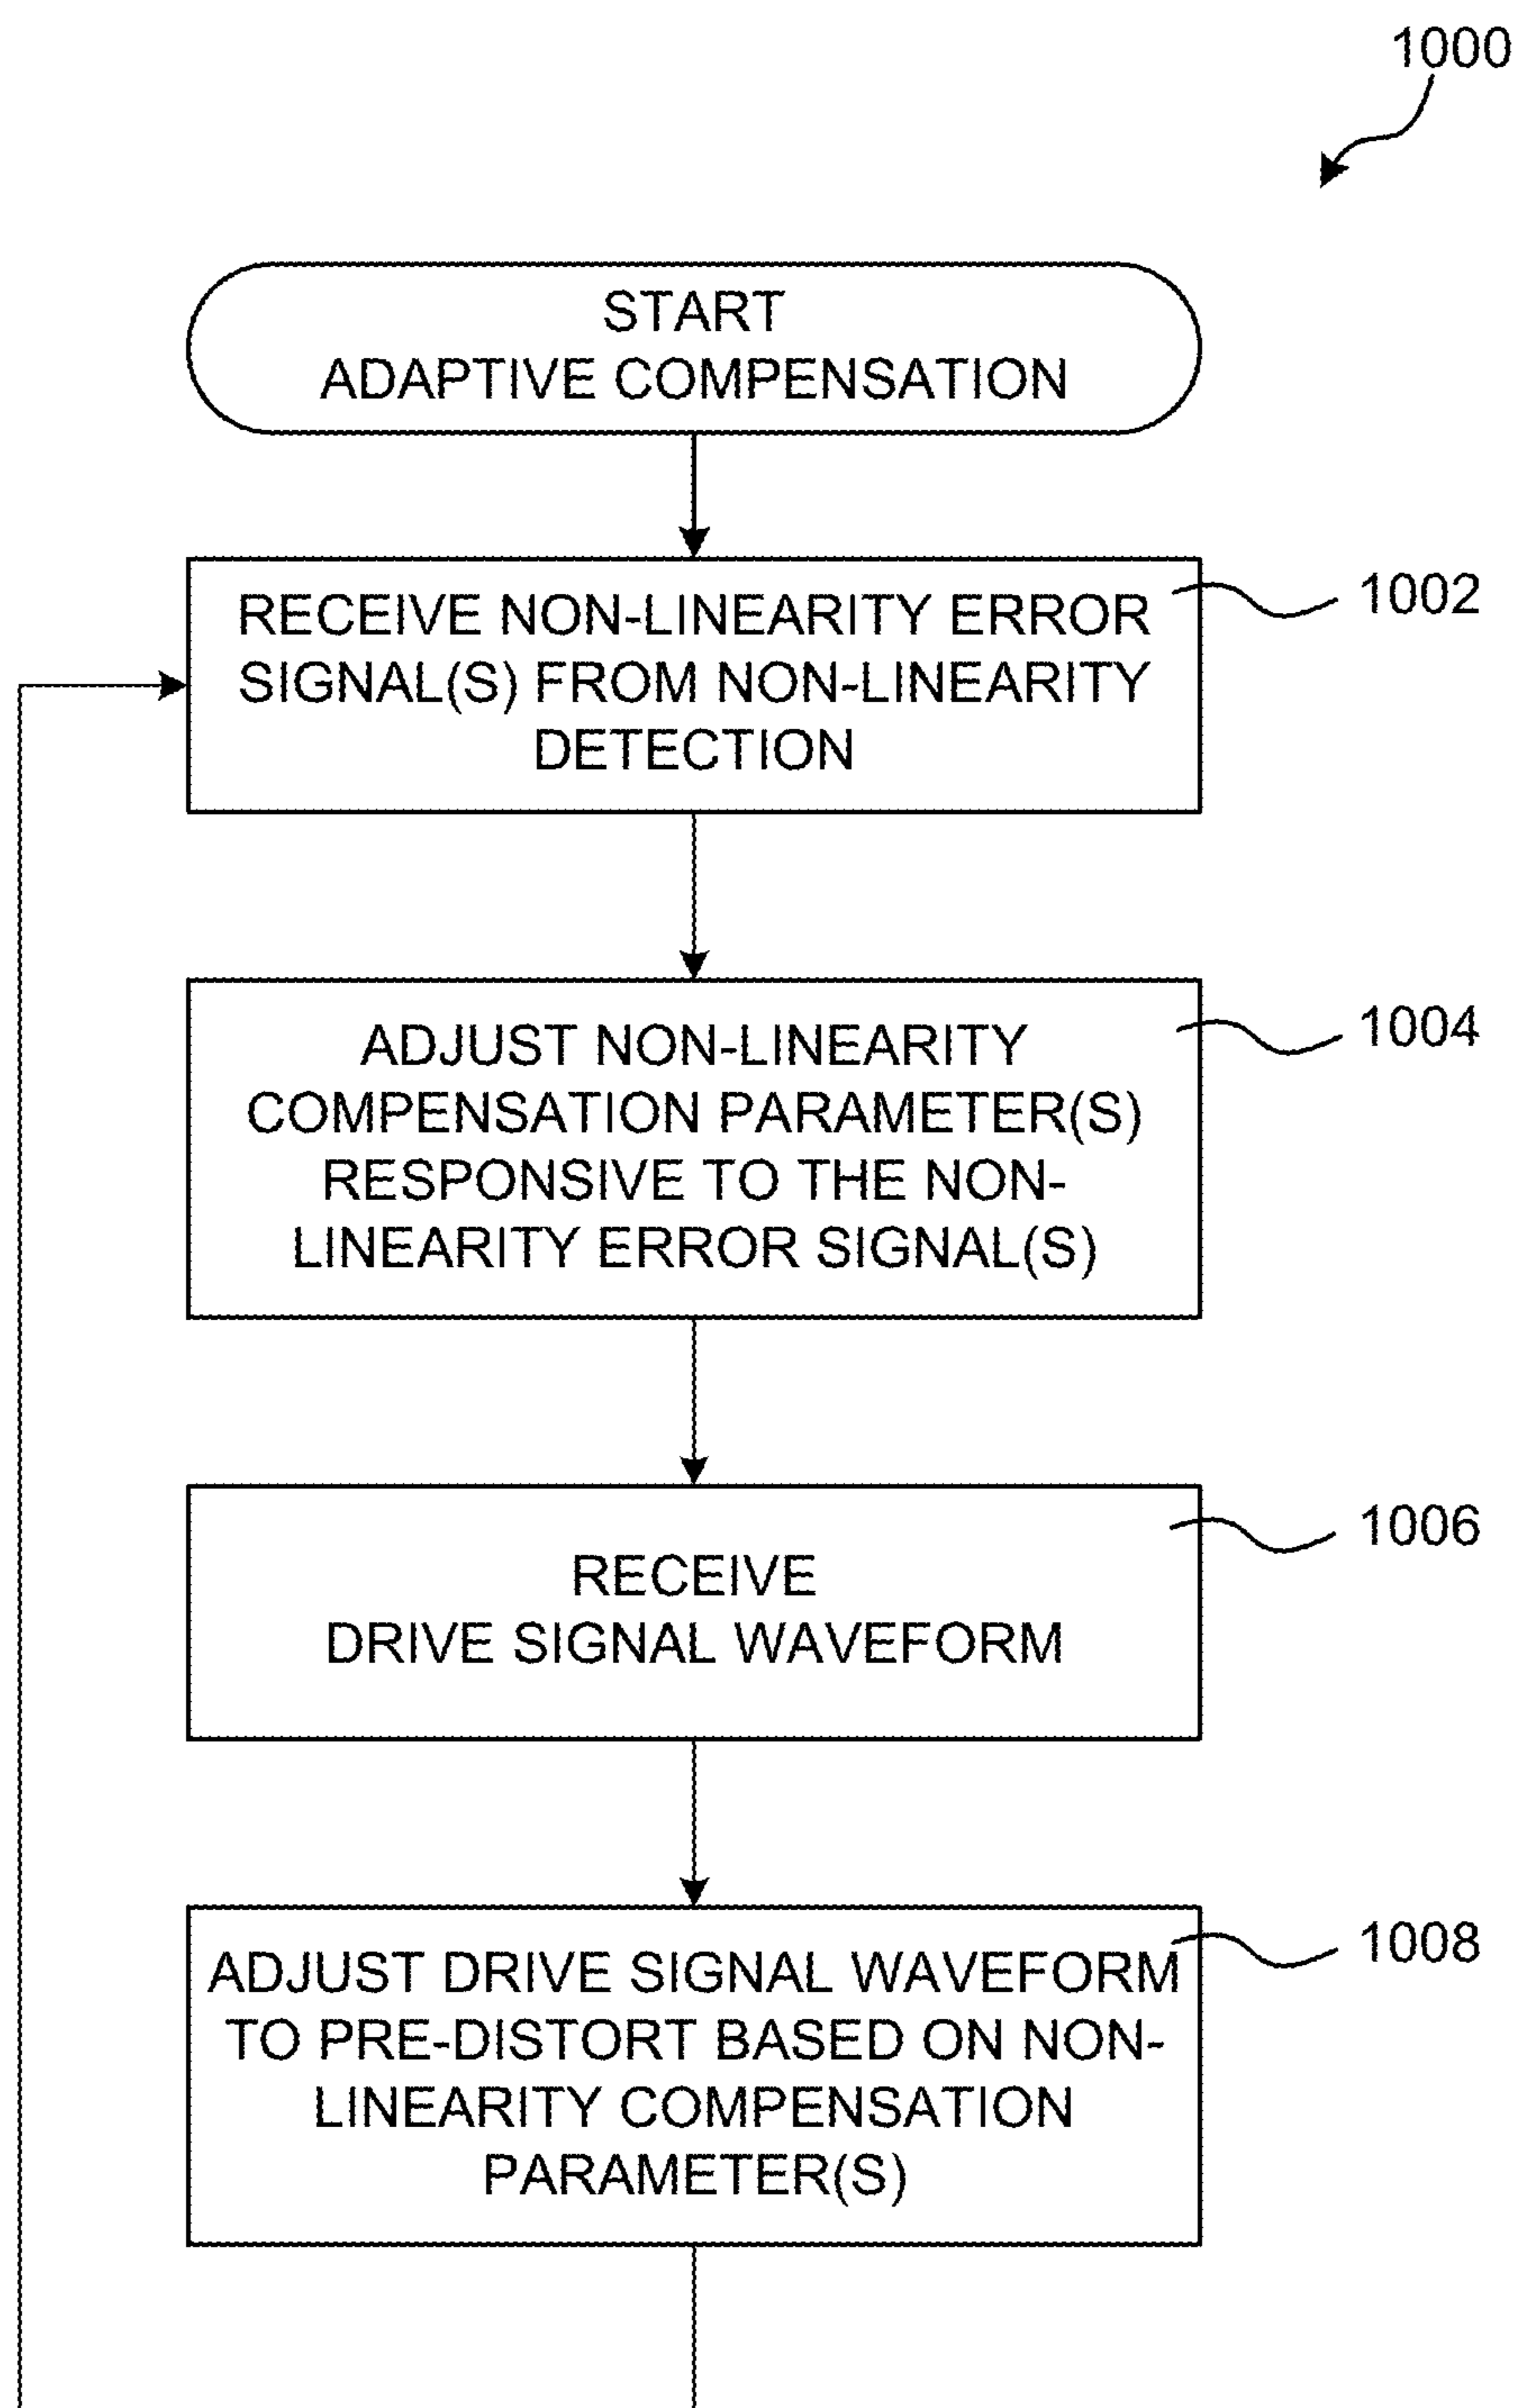 1000
START
ADAPTIVE COMPENSATION
RECEIVE NON-LINEARITY ERROR
SIGNAL(S) FROM NON-LINEARITY
DETECTION
1002
ADJUST NON-LINEARITY
COMPENSATION PARAMETER(S)
RESPONSIVE TO THE NON-
LINEARITY ERROR SIGNAL(S)
1004
RECEIVE
DRIVE SIGNAL WAVEFORM
1006
ADJUST DRIVE SIGNAL WAVEFORM
TO PRE-DISTORT BASED ON NON-
LINEARITY COMPENSATION
PARAMETER(S)
1008